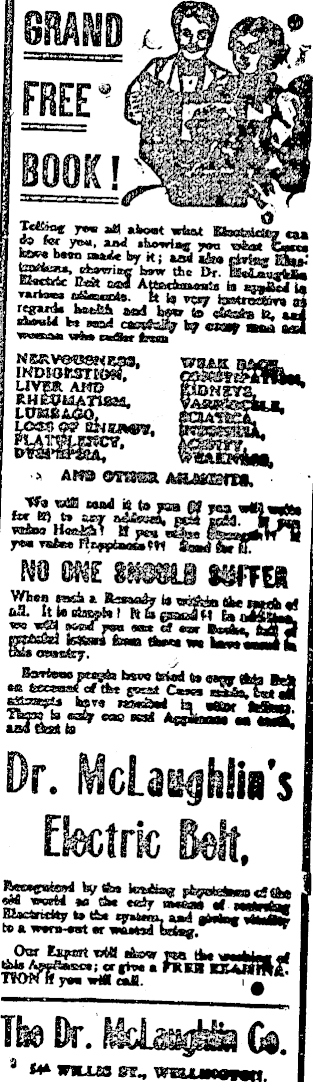 GRAND
FREE
BOOK!
Telling you all about what Electricity can
do for you, and showing you what Cures
have been made by it; and also giving Illus-
trations, showing how the Dr. McLaughlin
Electric Belt and Attachments is applied in
various ailments. It is very instructive as
regards health and how to obtain it, and
should be read carefully by every man and
woman who suffer from
NERVOUSNESS, WEAK BACK,
INDIGESTION, CONSTIPATION,
LIVER AND KIDNEYS,
RHEUMATISM, VARICOCELE,
LUMBAGO, SCIATICA,
LOSS OF ENERGY, INSOMNIA,
FLATULENCY, ACIDITY,
DYSPEPSIA, WEAKNESS,
AND OTHER AILMENTS.
We will send it to you (if you will write
for it) to any address, post paid. If you
value Health! If you value Strength!! If
you value Happiness!!! Send for it.
NO ONE SHOULD SUFFER
When such a Remedy is within the reach of
all. It is simple! It is grand!! In addition,
we will send you one of our Books, full of
grateful letters from those we have cured in
this country.
Envious people have tried to copy this Belt
on account of the great Cures made, but all
attempts have resulted in utter failure.
There is only one real Appliance on earth,
and that is
Dr. McLaughlin's
Electric Belt,
Recognised by the leading physicians of the
old world as the only means of restoring
Electricity to the system, and giving vitality
to a worn-out or wasted being.
Our Expert will show you the working of
this Appliance; or give a FREE EXAMINA-
TION if you will call.
The Dr. McLaughlin Co.
WILLIS ST., WELLINGTON.